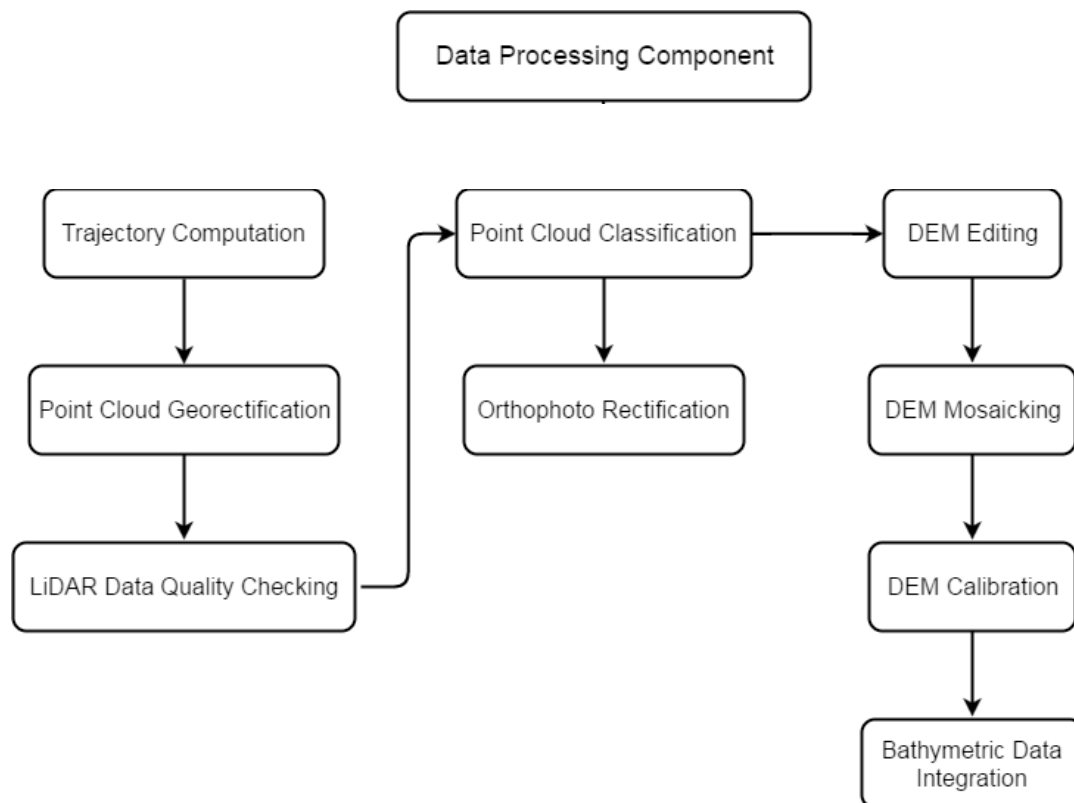 Data Processing Component
Trajectory Computation
Point Cloud Georectification
LiDAR Data Quality Checking
Point Cloud Classification
Orthophoto Rectification
DEM Editing
DEM Mosaicking
DEM Calibration
Bathymetric Data
Integration